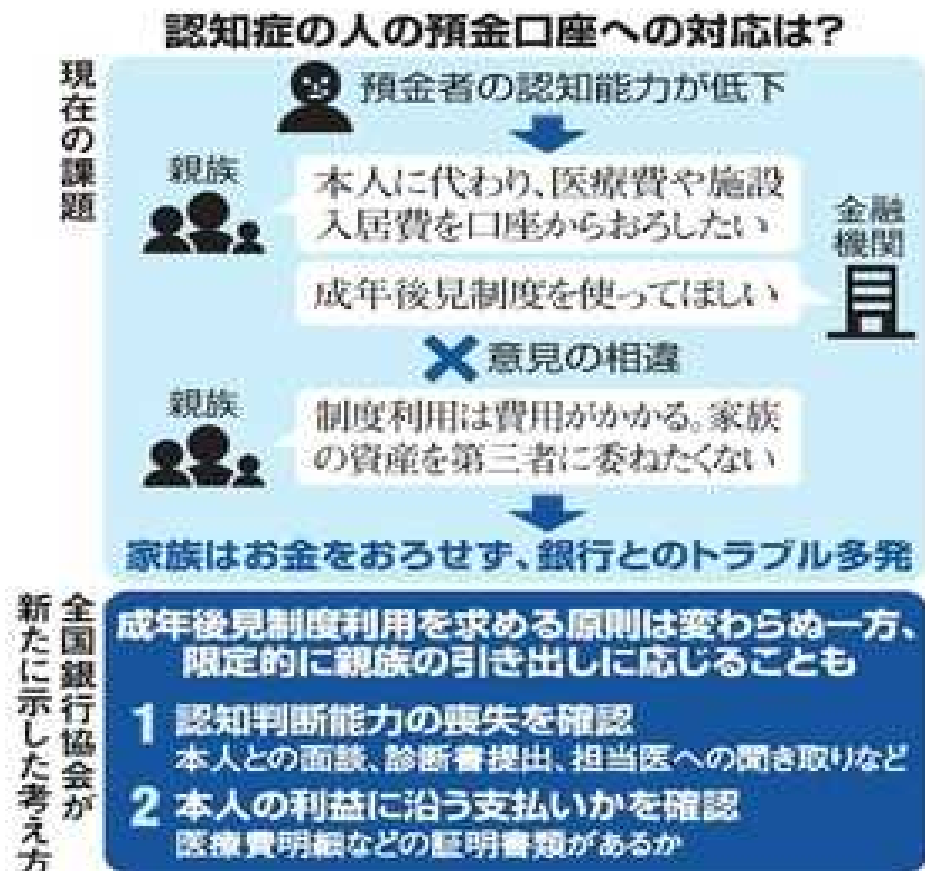 認知症の人の預金口座への対応は?
現在の課題
預金者の認知能力が低下
親族
本人に代わり、医療費や施設
入居費を口座からおろしたい
金融
機関
成年後見制度を使ってほしい
意見の相違
親族
制度利用は費用がかかる。家族
の資産を第三者に委ねたくない
家族はお金をおろせず、銀行とのトラブル多発
全国銀行協会が
新たに示した考え方
成年後見制度利用を求める原則は変わらぬ一方、
限定的に親族の引き出しに応じることも
1 認知判断能力の喪失を確認
本人との面談、診断書提出、担当医への聞き取りなど
2 本人の利益に沿う支払いかを確認
医療費明細などの証明書類があるか